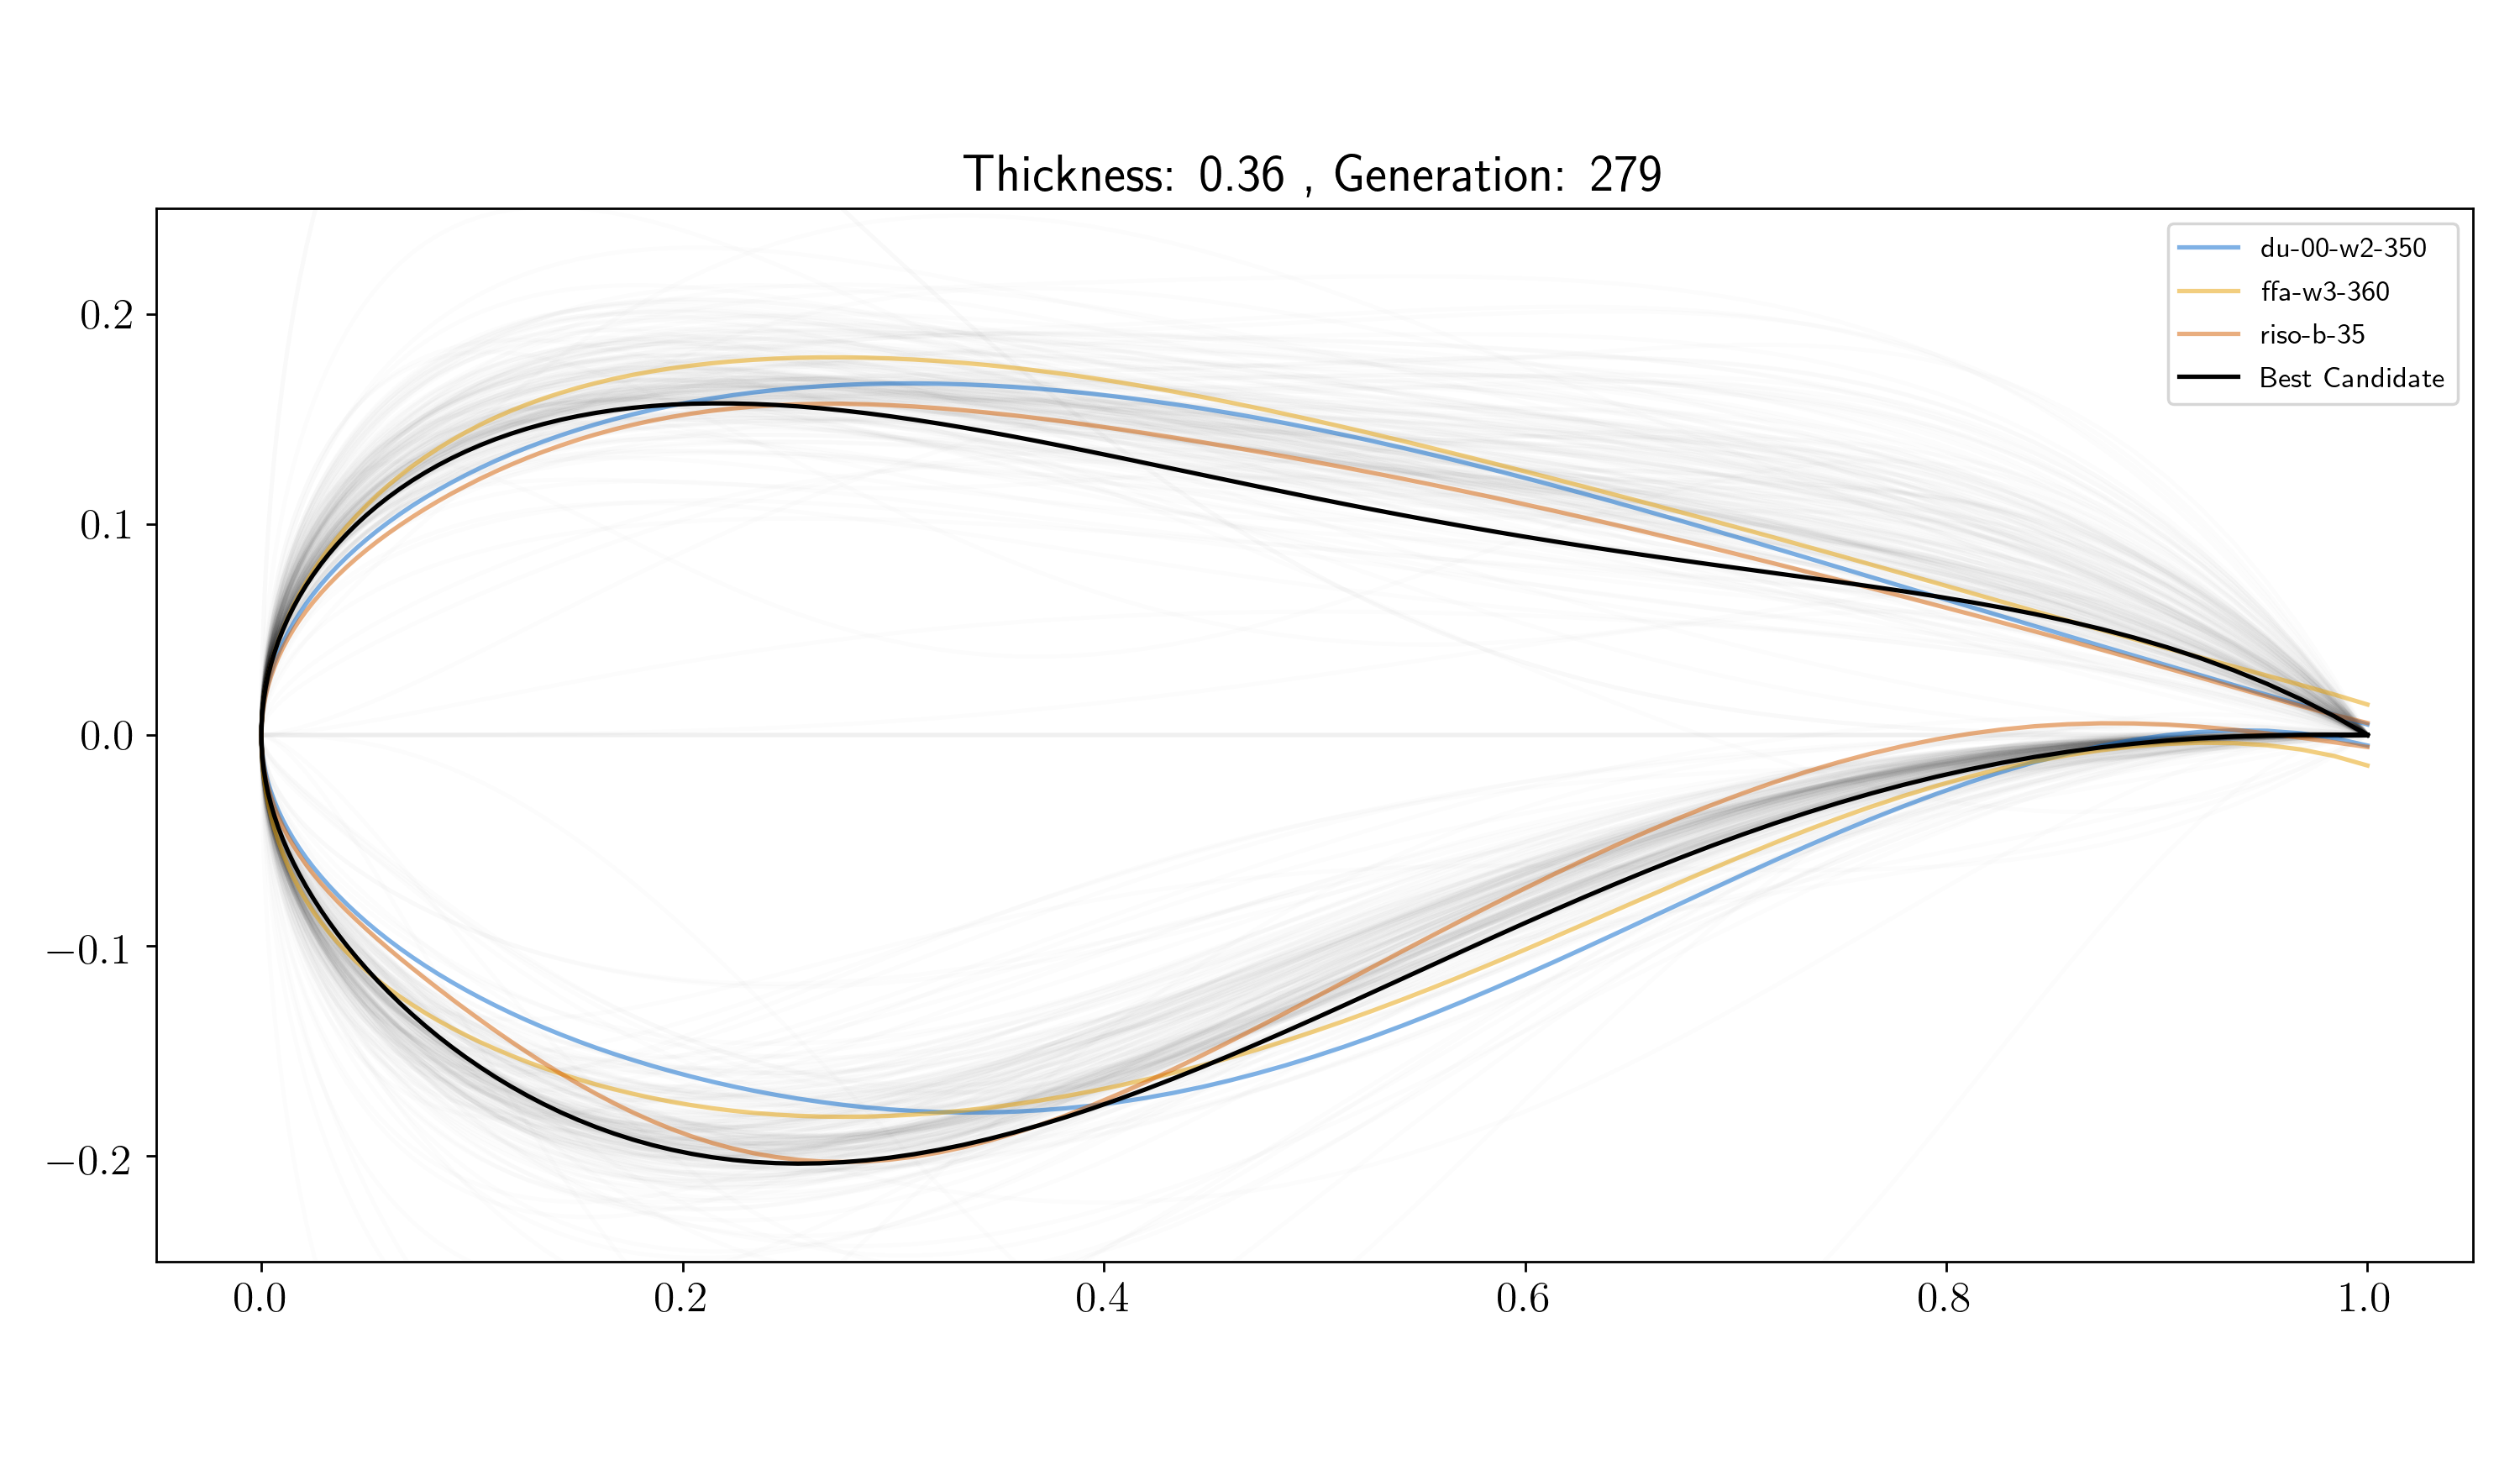 Thickness: 0.36 , Generation: 279
du-00-w2-350
ffa-w3-360
riso-b-35
Best Candidate
0.2
0.1
0.0
−0.1
−0.2
0.0 0.2 0.4 0.6 0.8 1.0